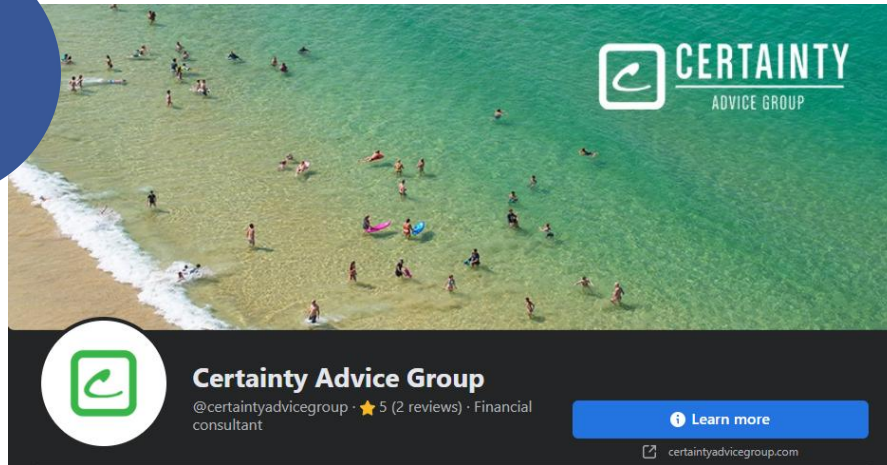 CERTAINTY
ADVICE GROUP
Certainty Advice Group
@certaintyadvicegroup · ⭐ 5 (2 reviews) · Financial
consultant
Learn more
certaintyadvicegroup.com